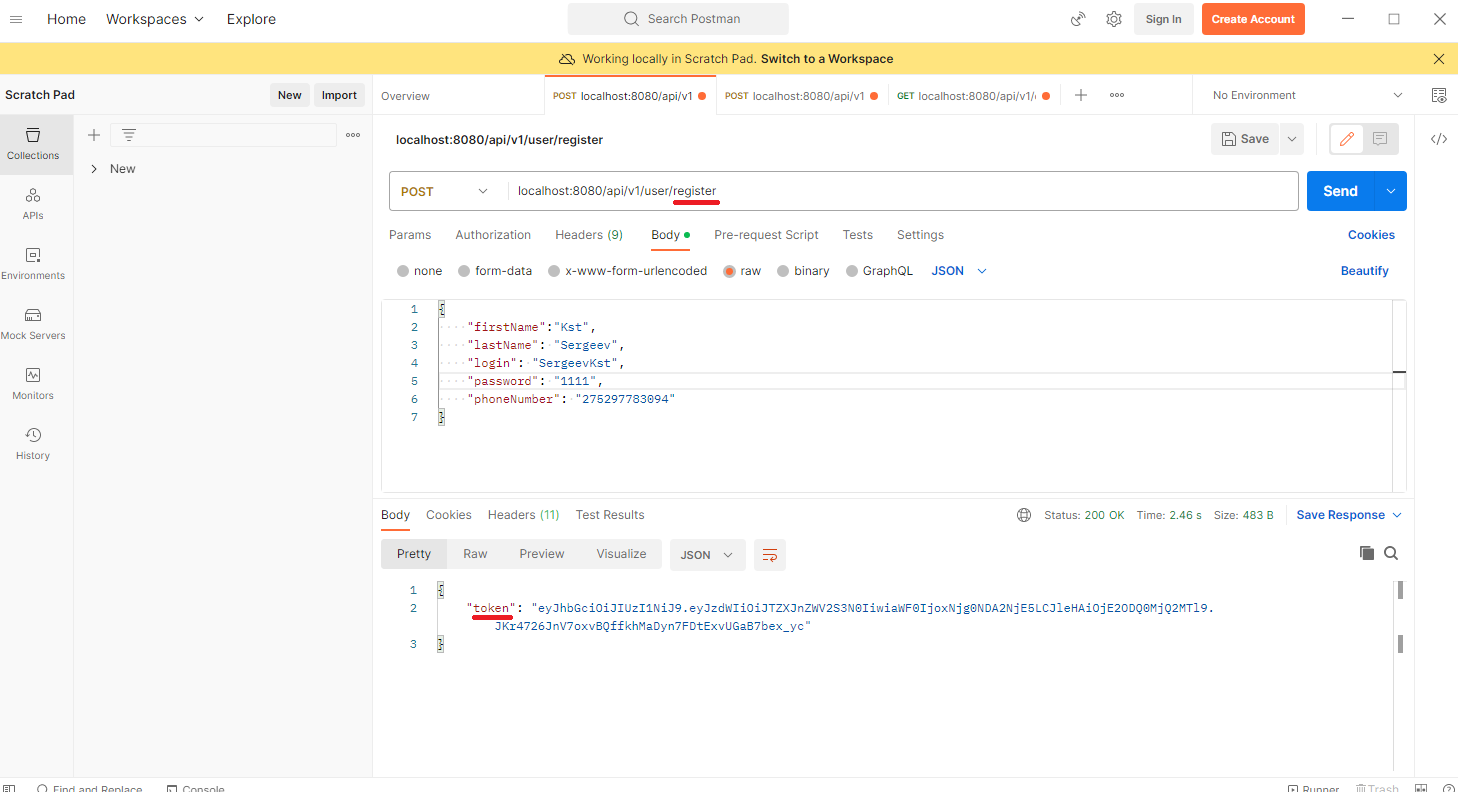 Home Workspaces Explore Search Postman Sign In Create Account
Working locally in Scratch Pad. Switch to a Workspace
Scratch Pad New Import Overview POST localhost:8080/api/v1 POST localhost:8080/api/v1 GET localhost:8080/api/v1/ No Environment
Collections
New
APIs
Environments
Mock Servers
Monitors
History
localhost:8080/api/v1/user/register Save
POST localhost:8080/api/v1/user/register Send
Params Authorization Headers (9) Body Pre-request Script Tests Settings Cookies
none form-data x-www-form-urlencoded raw binary GraphQL JSON Beautify
1 {
2 "firstName":"Kst",
3 "lastName": "Sergeev",
4 "login": "SergeevKst",
5 "password": "1111",
6 "phoneNumber": "275297783094"
7 }
Body Cookies Headers (11) Test Results Status: 200 OK Time: 2.46 s Size: 483 B Save Response
Pretty Raw Preview Visualize JSON
1 {
2 "token": "eyJhbGciOiJIUzI1NiJ9.eyJzdWIiOiJTZXJnZWV2S3N0IiwiaWF0IjoxNjg0NDA2NjE5LCJleHAiOjE2ODQ0MjQ2MTl9.
JKr4726JnV7oxvBQffkhMaDyn7FDtExvUGaB7bex_yc"
3 }
Find and Replace Console Runner Trash